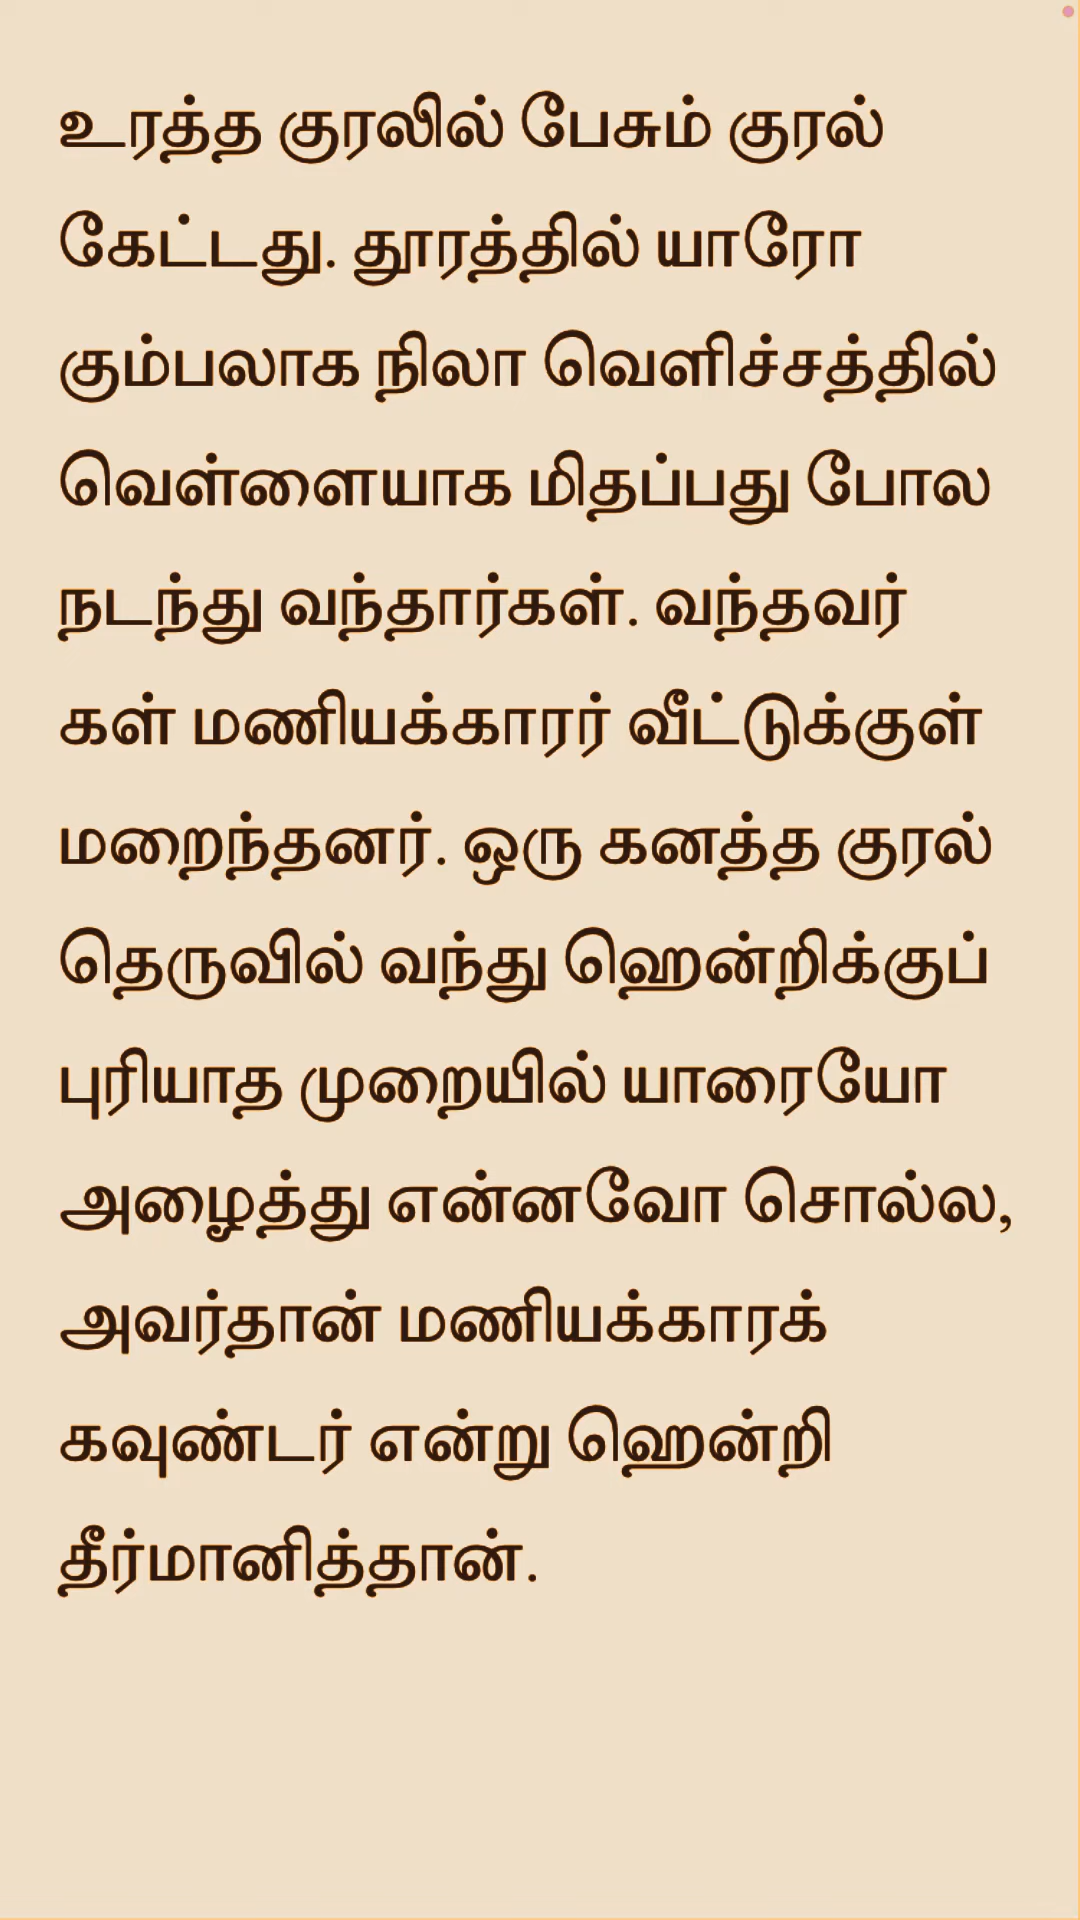 உரத்த குரலில் பேசும் குரல்
கேட்டது. தூரத்தில் யாரோ
கும்பலாக நிலா வெளிச்சத்தில்
வெள்ளையாக மிதப்பது போல
நடந்து வந்தார்கள். வந்தவர்
கள் மணியக்காரர் வீட்டுக்குள்
மறைந்தனர். ஒரு கனத்த குரல்
தெருவில் வந்து ஹென்றிக்குப்
புரியாத முறையில் யாரையோ
அழைத்து என்னவோ சொல்ல,
அவர்தான் மணியக்காரக்
கவுண்டர் என்று ஹென்றி
தீர்மானித்தான்.